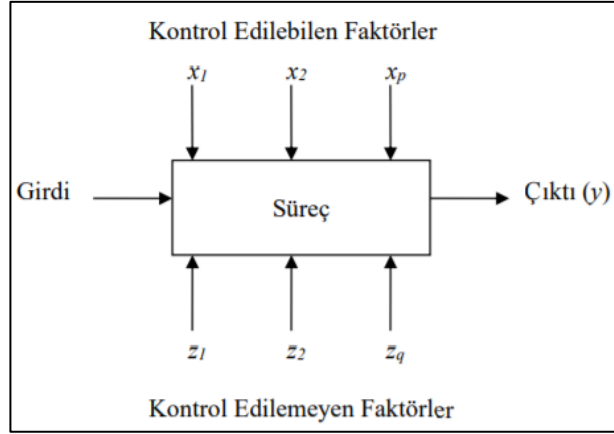 Kontrol Edilebilen Faktörler
x1 x2 xp
Girdi
Süreç
Çıktı (y)
z1 z2 zq
Kontrol Edilemeyen Faktörler